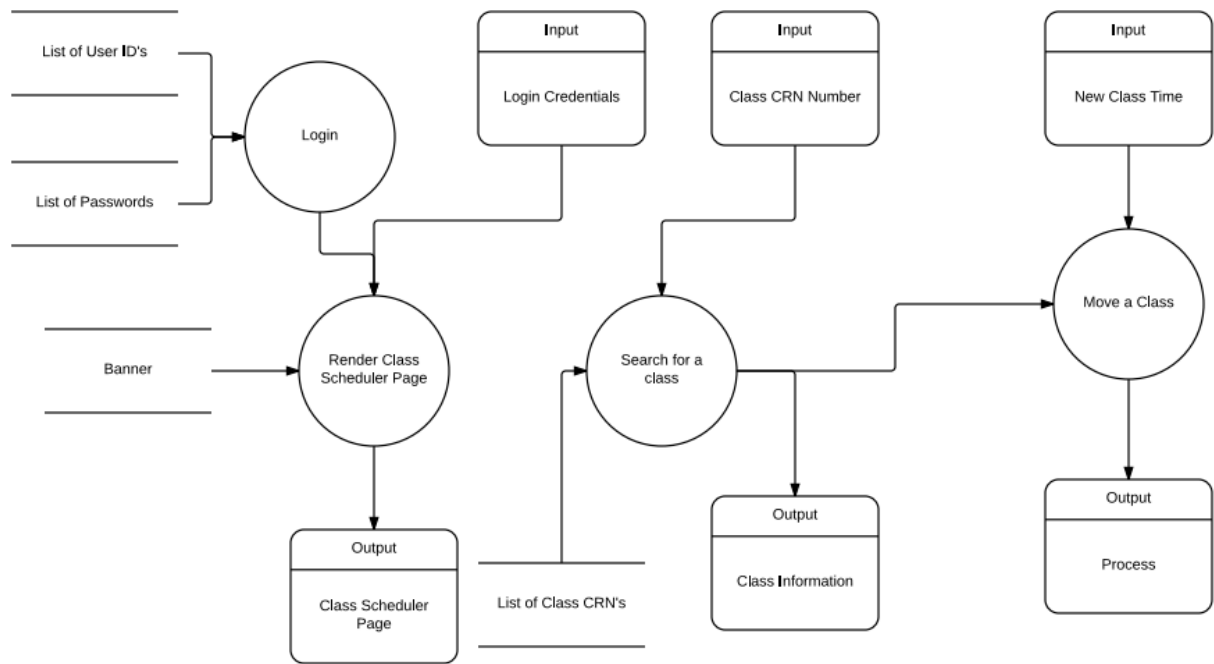 List of User ID's
Login
List of Passwords
Input
Login Credentials
Input
Class CRN Number
Input
New Class Time
Banner
Render Class
Scheduler Page
Search for a
class
Move a Class
Output
Class Scheduler
Page
List of Class CRN's
Output
Class Information
Output
Process